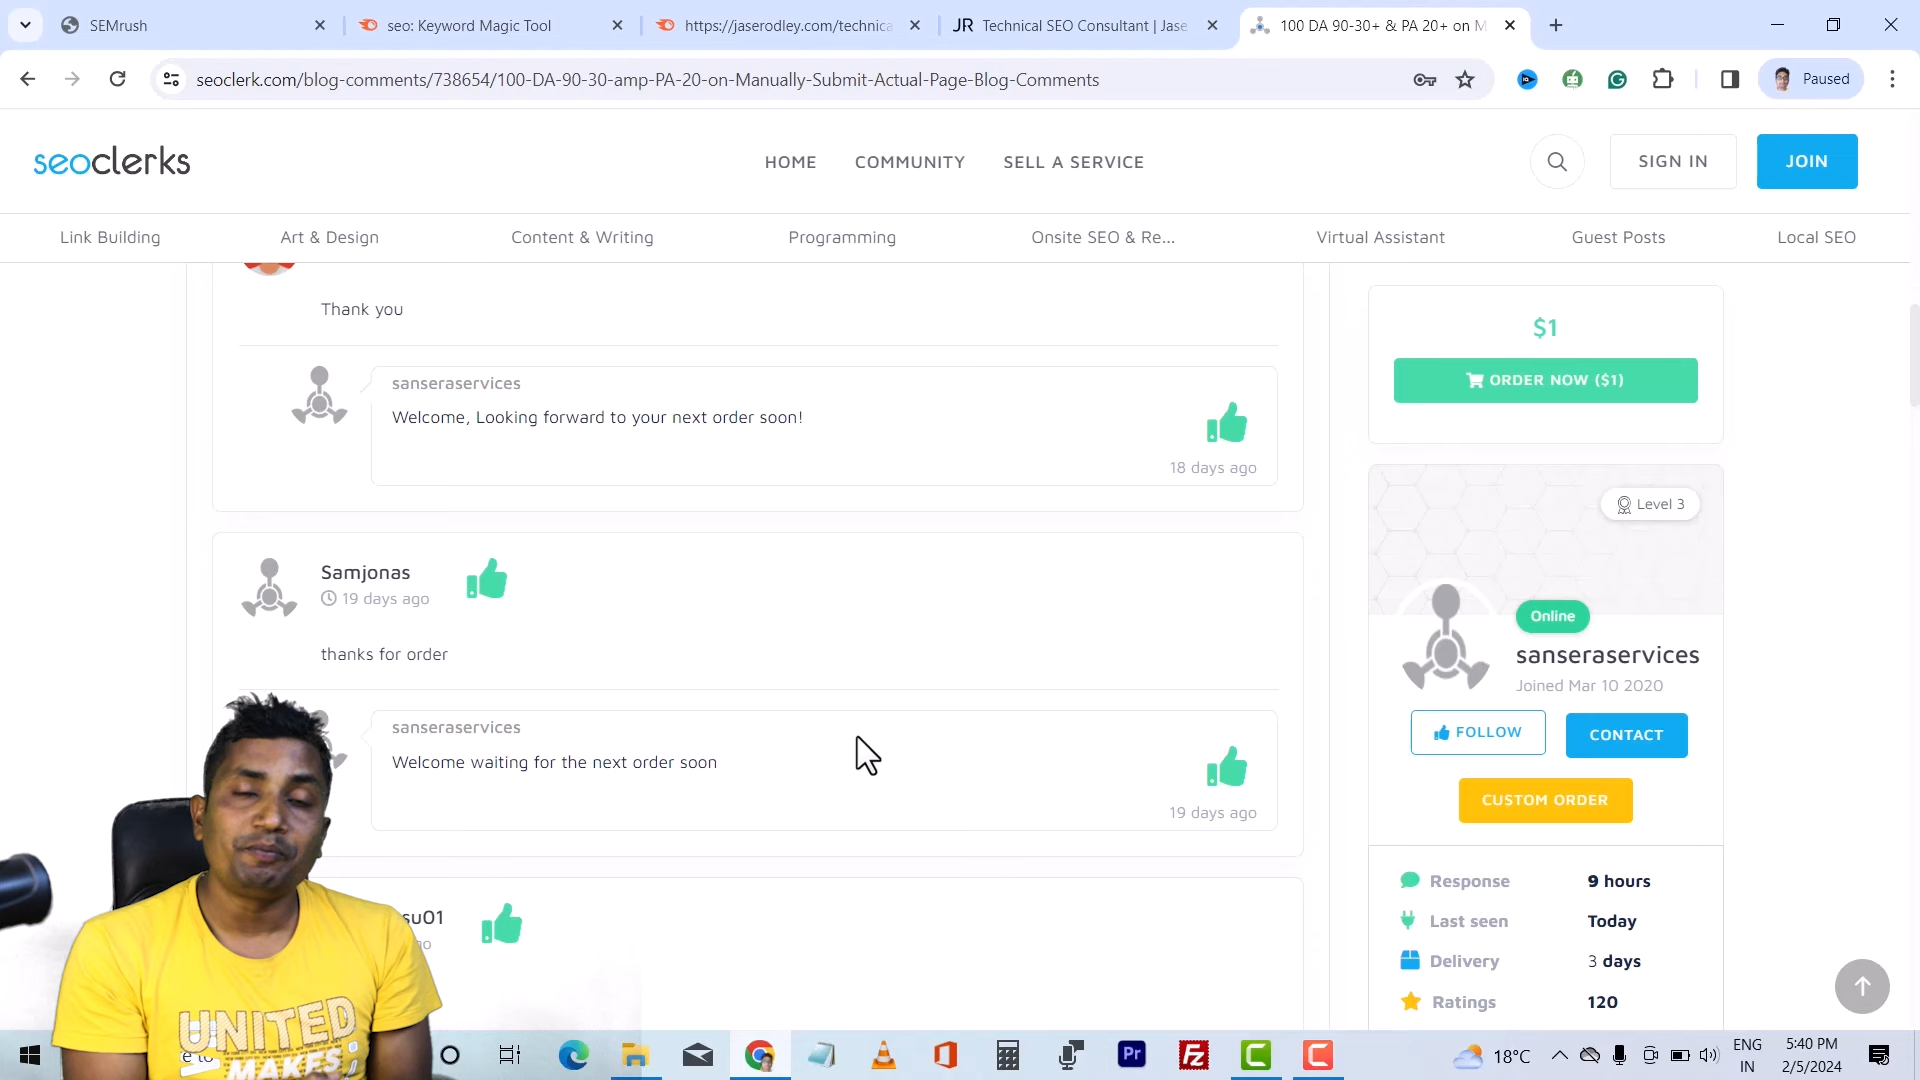 SEMrush
seo: Keyword Magic Tool
https://jaserodley.com/technica
JR Technical SEO Consultant | Jase
100 DA 90-30+ & PA 20+ on M
seoclerk.com/blog-comments/738654/100-DA-90-30-amp-PA-20-on-Manually-Submit-Actual-Page-Blog-Comments
Paused
seoclerks
HOME
COMMUNITY
SELL A SERVICE
SIGN IN
JOIN
Link Building
Art & Design
Content & Writing
Programming
Onsite SEO & Re...
Virtual Assistant
Guest Posts
Local SEO
Thank you
sanseraservices
Welcome, Looking forward to your next order soon!
18 days ago
Samjonas
19 days ago
thanks for order
sanseraservices
Welcome waiting for the next order soon
19 days ago
su01
$1
ORDER NOW ($1)
Level 3
Online
sanseraservices
Joined Mar 10 2020
FOLLOW
CONTACT
CUSTOM ORDER
Response 9 hours
Last seen Today
Delivery 3 days
Ratings 120
UNITED
MAKES
Pr
Fz
C
C
18°C
ENG
IN
5:40 PM
2/5/2024